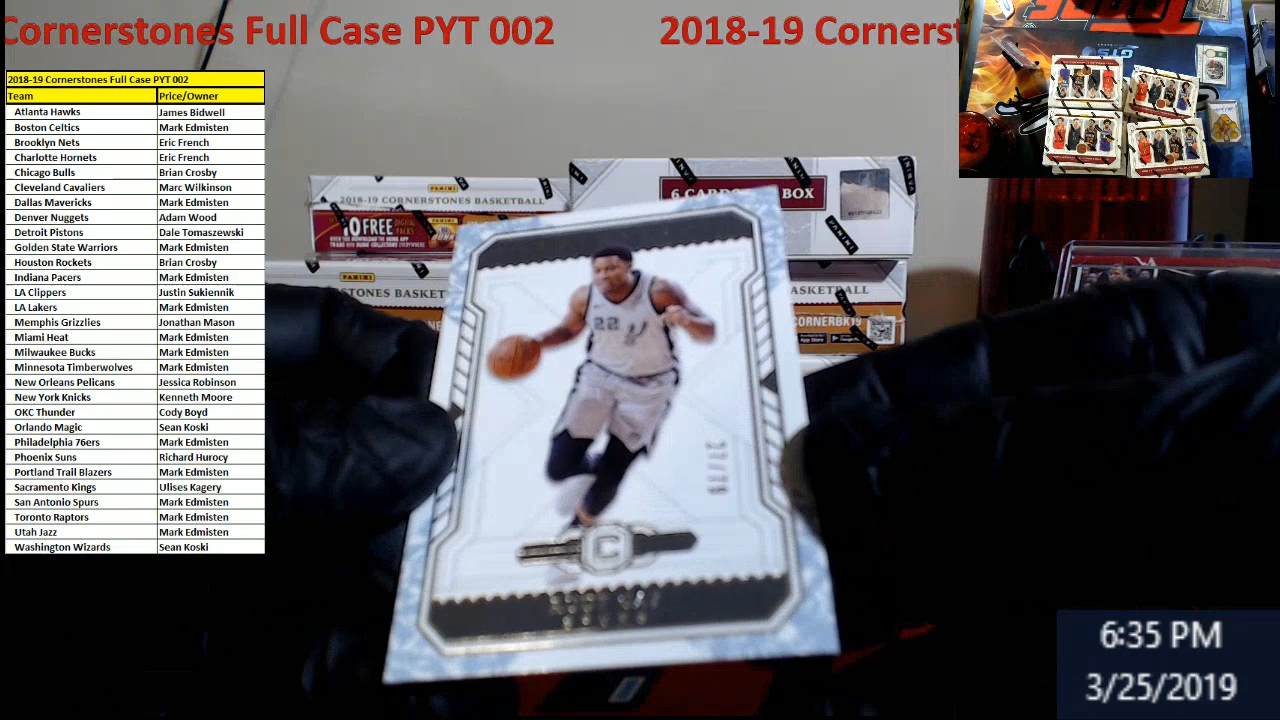 Cornerstones Full Case PYT 002 2018-19 Cornerst
2018-19 Cornerstones Full Case PYT 002
Team Price/Owner
Atlanta Hawks James Bidwell
Boston Celtics Mark Edmisten
Brooklyn Nets Eric French
Charlotte Hornets Eric French
Chicago Bulls Brian Crosby
Cleveland Cavaliers Marc Wilkinson
Dallas Mavericks Mark Edmisten
Denver Nuggets Adam Wood
Detroit Pistons Dale Tomaszewski
Golden State Warriors Mark Edmisten
Houston Rockets Brian Crosby
Indiana Pacers Mark Edmisten
LA Clippers Justin Sukiennik
LA Lakers Mark Edmisten
Memphis Grizzlies Jonathan Mason
Miami Heat Mark Edmisten
Milwaukee Bucks Mark Edmisten
Minnesota Timberwolves Mark Edmisten
New Orleans Pelicans Jessica Robinson
New York Knicks Kenneth Moore
OKC Thunder Cody Boyd
Orlando Magic Sean Koski
Philadelphia 76ers Mark Edmisten
Phoenix Suns Richard Hurocy
Portland Trail Blazers Mark Edmisten
Sacramento Kings Ulises Kagery
San Antonio Spurs Mark Edmisten
Toronto Raptors Mark Edmisten
Utah Jazz Mark Edmisten
Washington Wizards Sean Koski
PANINI
2018-19 CORNERSTONES BASKETBALL
10 FREE DIGITAL PACKS
6 CARDS BOX
PANINI
PANINI
STONES BASKET
ASKETBALL
CORNERBK19
22
C
6:35 PM
3/25/2019